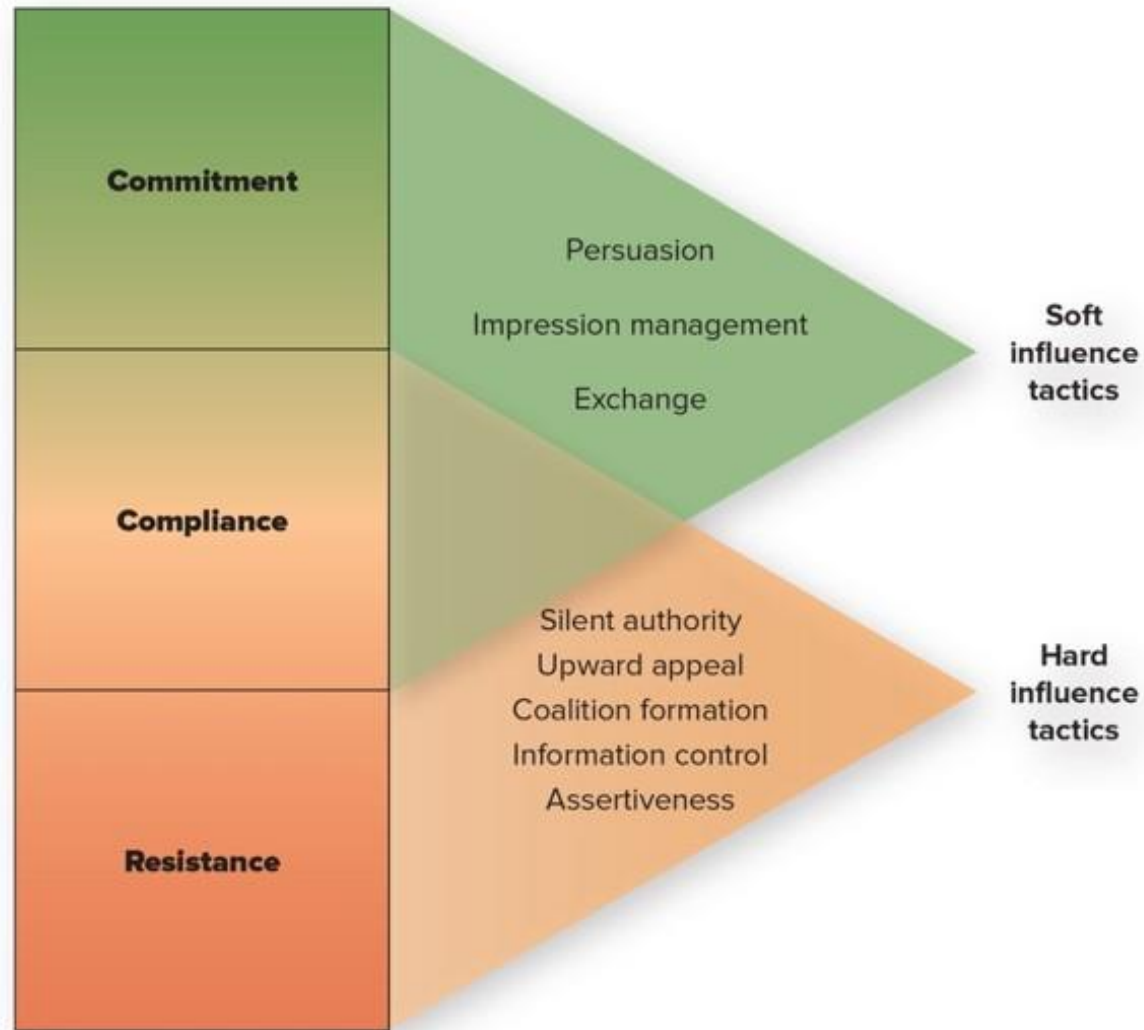 Commitment
Persuasion
Impression management
Exchange
Soft
influence
tactics
Compliance
Silent authority
Upward appeal
Coalition formation
Information control
Assertiveness
Hard
influence
tactics
Resistance